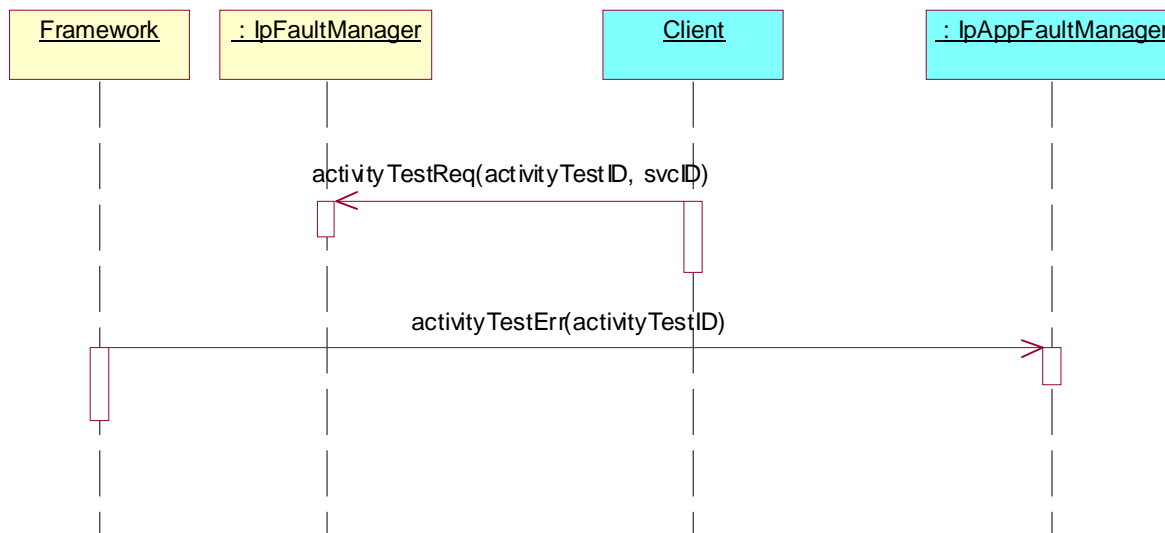 Framework
: IpFaultManager
Client
: IpAppFaultManager
activityTestReq(activityTestID, svcID)
activityTestErr(activityTestID)